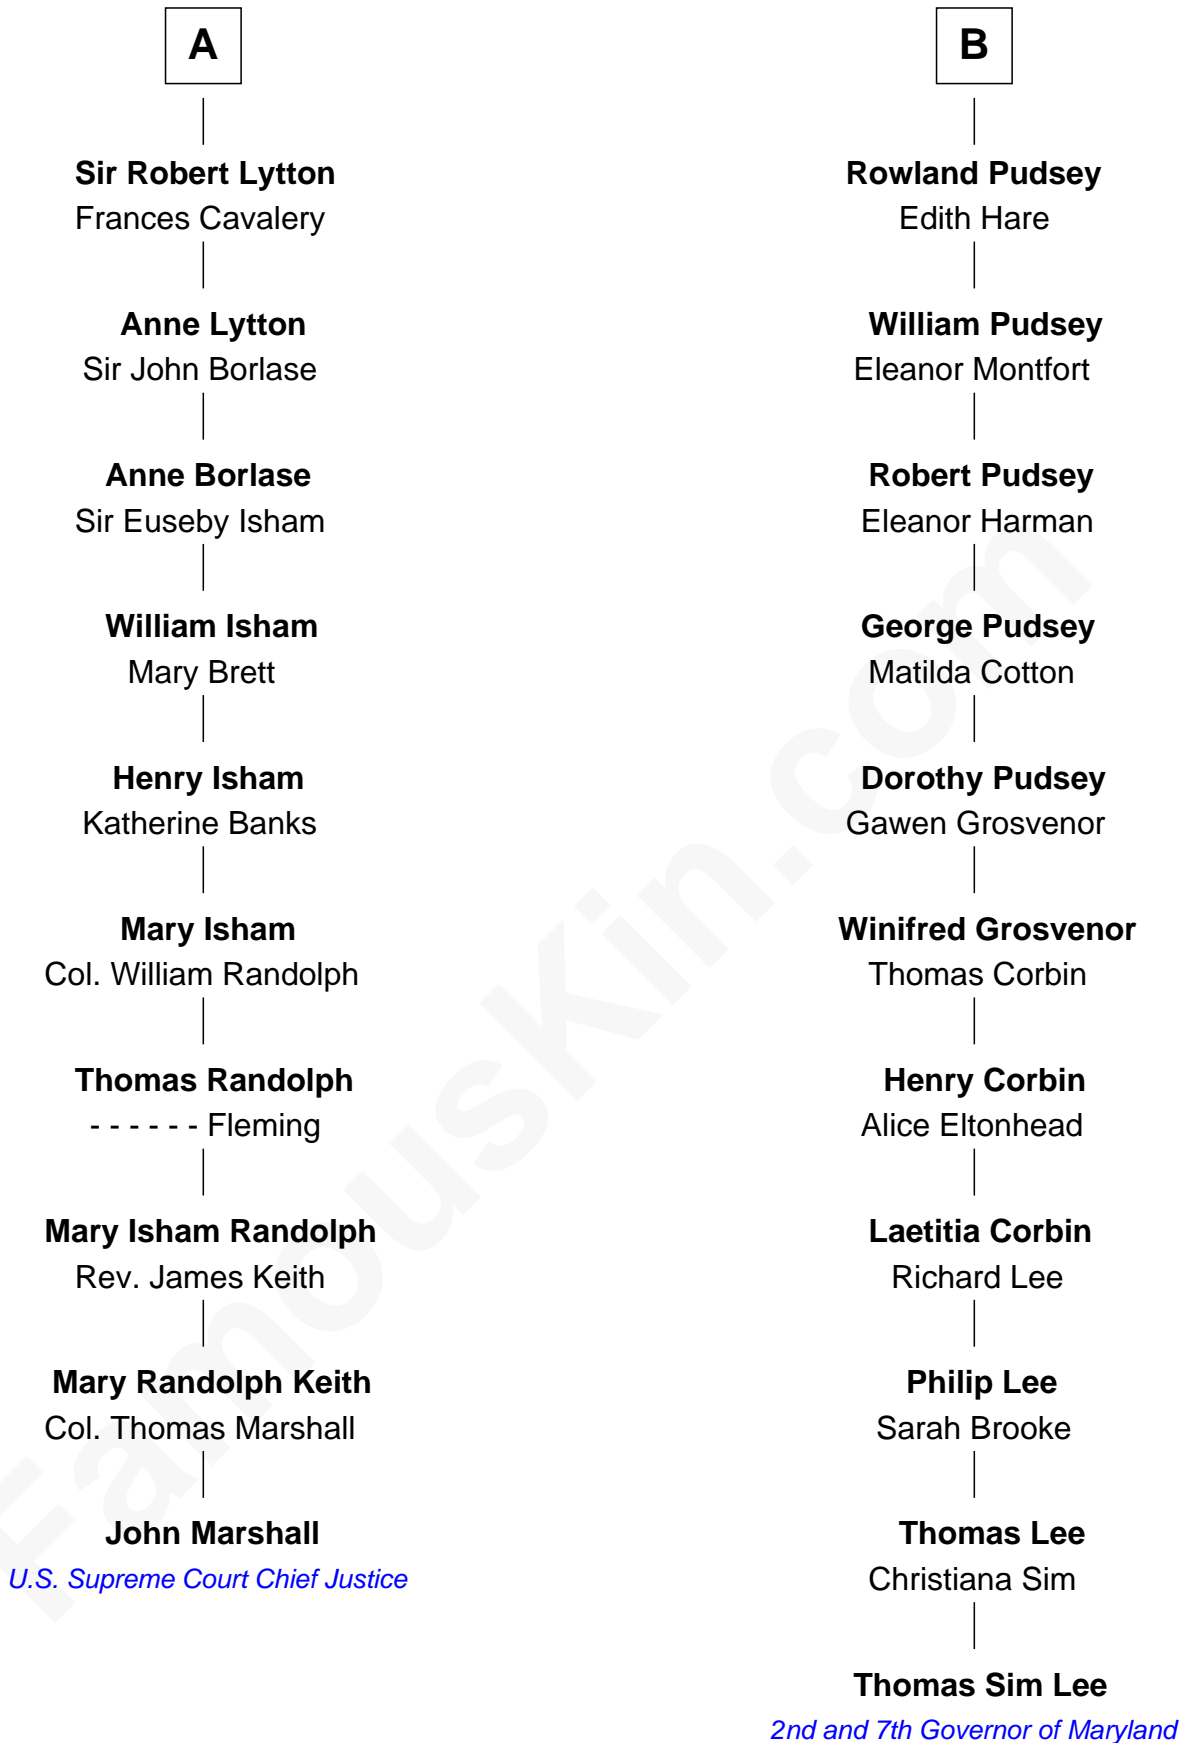 A
Sir Robert Lytton
Frances Cavalery
Anne Lytton
Sir John Borlase
Anne Borlase
Sir Euseby Isham
William Isham
Mary Brett
Henry Isham
Katherine Banks
Mary Isham
Col. William Randolph
Thomas Randolph
- - - - - - Fleming
Mary Isham Randolph
Rev. James Keith
Mary Randolph Keith
Col. Thomas Marshall
John Marshall
U.S. Supreme Court Chief Justice
B
Rowland Pudsey
Edith Hare
William Pudsey
Eleanor Montfort
Robert Pudsey
Eleanor Harman
George Pudsey
Matilda Cotton
Dorothy Pudsey
Gawen Grosvenor
Winifred Grosvenor
Thomas Corbin
Henry Corbin
Alice Eltonhead
Laetitia Corbin
Richard Lee
Philip Lee
Sarah Brooke
Thomas Lee
Christiana Sim
Thomas Sim Lee
2nd and 7th Governor of Maryland
FamousKin.com